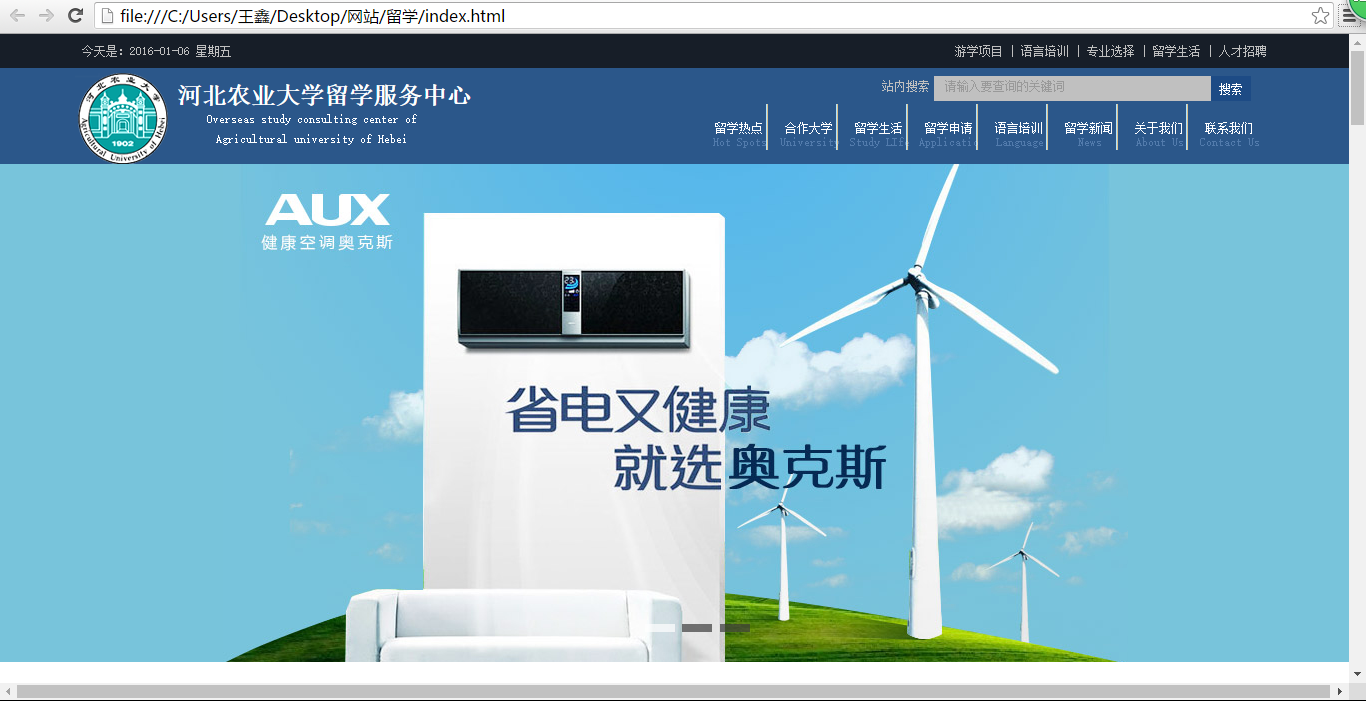 file:///C:/Users/王鑫/Desktop/网站/留学/index.html
今天是：2016-01-06 星期五
游学项目 | 语言培训 | 专业选择 | 留学生活 | 人才招聘
河北农业大学
Agricultural University of Hebei
1902
河北农业大学留学服务中心
Overseas study consulting center of
Agricultural university of Hebei
站内搜索 请输入要查询的关键词 搜索
留学热点 合作大学 留学生活 留学申请 语言培训 留学新闻 关于我们 联系我们
Hot Spots University Study LIfe Applicatic Language News About Us Contact Us
AUX
健康空调奥克斯
省电又健康
就选奥克斯